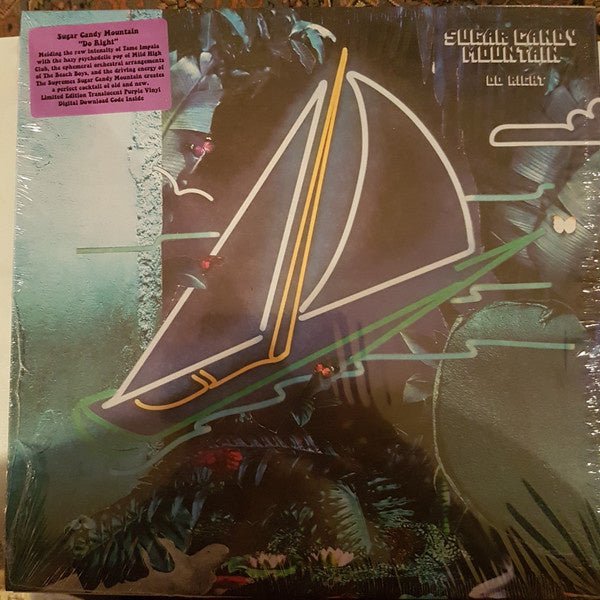 Sugar Candy Mountain
"Do Right"
Melding the raw intensity of Tame Impala
with the hazy psychedelic pop of Mild High
Club, the ephemeral orchestral arrangements
of The Beach Boys, and the driving energy of
The Supremes Sugar Candy Mountain creates
a perfect cocktail of old and new.
Limited Edition Translucent Purple Vinyl
Digital Download Code Inside
SUGAR CANDY
MOUNTAIN
DO RIGHT